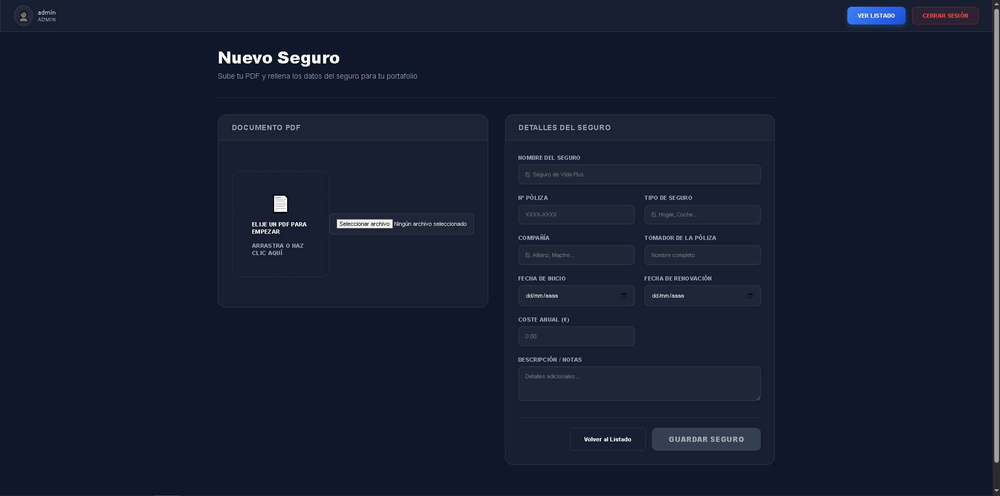 admin
ADMIN
VER LISTADO
CERRAR SESIÓN
Nuevo Seguro
Sube tu PDF y rellena los datos del seguro para tu portafolio
DOCUMENTO PDF
ELIJE UN PDF PARA
EMPEZAR
ARRASTRA O HAZ
CLIC AQUÍ
Seleccionar archivo Ningún archivo seleccionado
DETALLES DEL SEGURO
NOMBRE DEL SEGURO
Ej. Seguro de Vida Plus
Nº PÓLIZA
XXXX-XXXX
TIPO DE SEGURO
Ej. Hogar, Coche...
COMPAÑÍA
Ej. Allianz, Mapfre...
TOMADOR DE LA PÓLIZA
Nombre completo
FECHA DE INICIO
dd/mm/aaaa
FECHA DE RENOVACIÓN
dd/mm/aaaa
COSTE ANUAL (€)
0.00
DESCRIPCIÓN / NOTAS
Detalles adicionales...
Volver al Listado
GUARDAR SEGURO